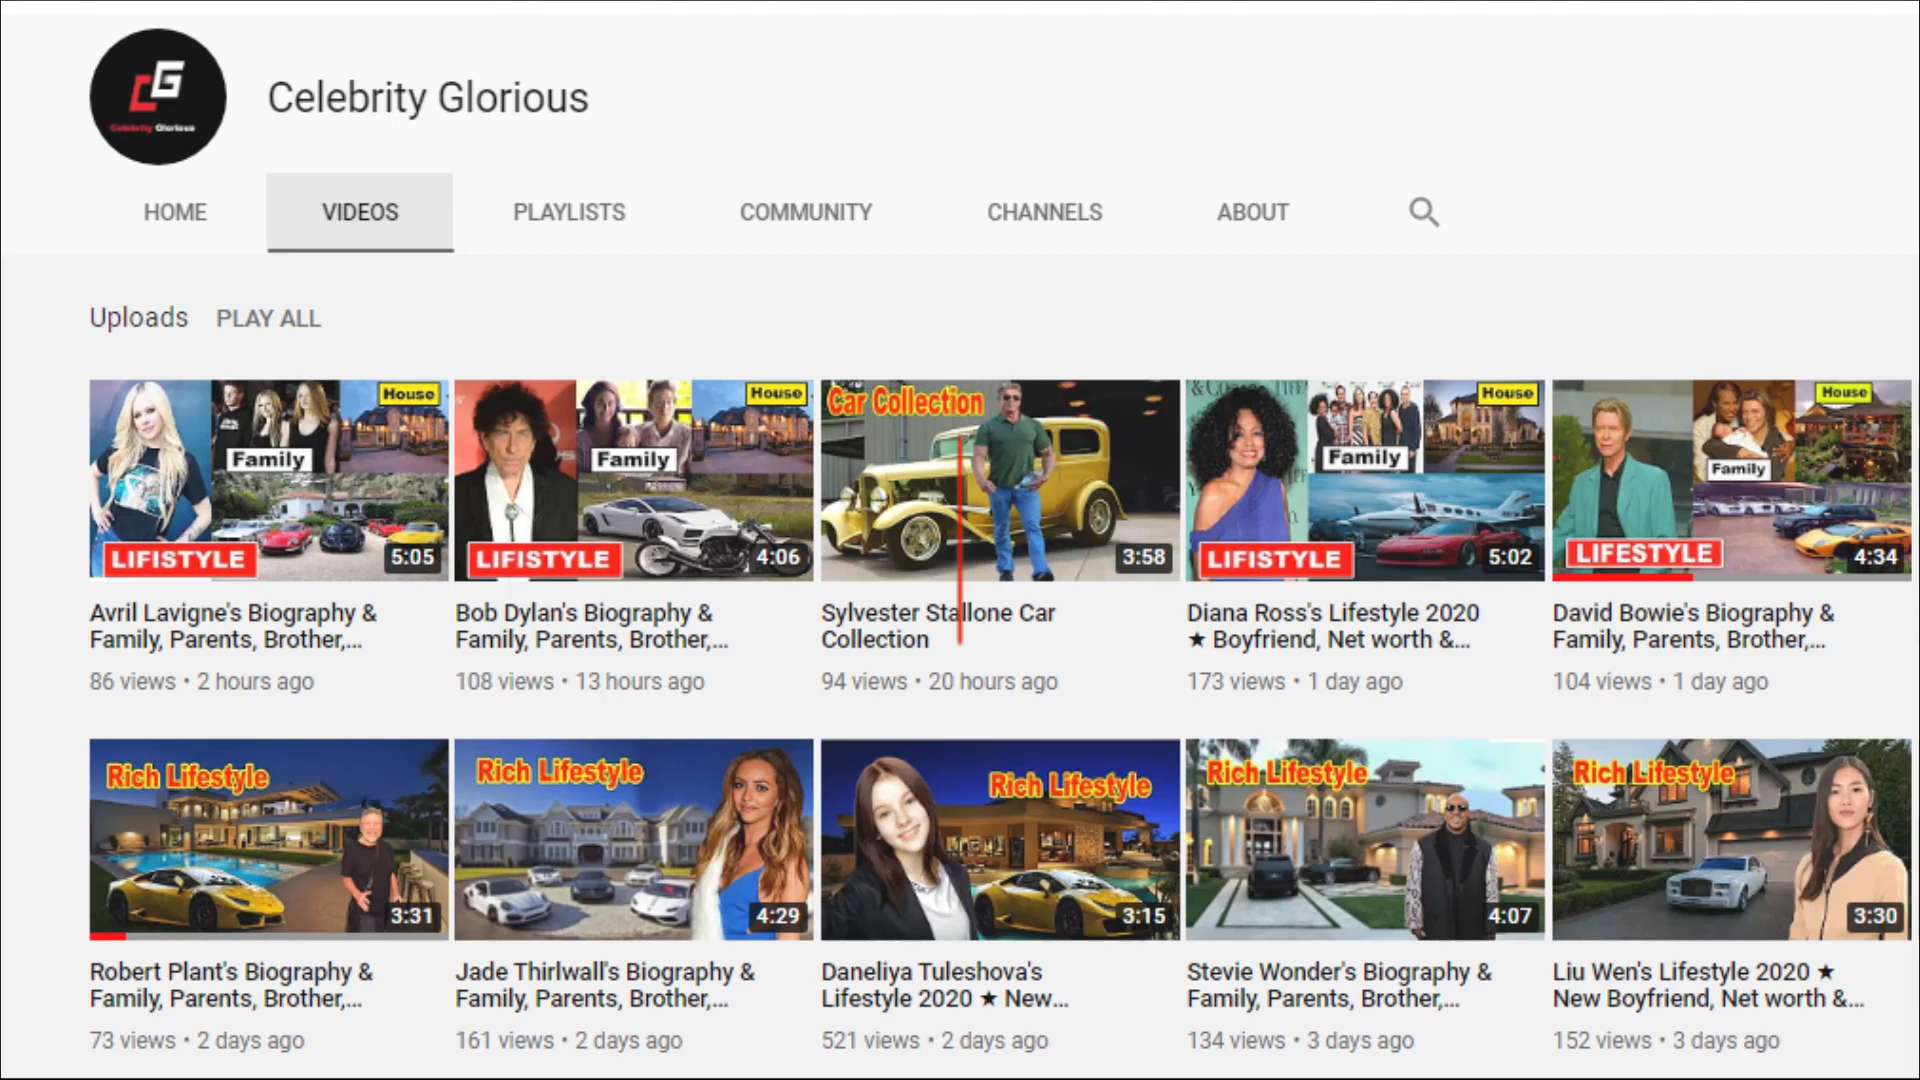 CG
Celebrity Glorious
Celebrity Glorious
HOME
VIDEOS
PLAYLISTS
COMMUNITY
CHANNELS
ABOUT
Uploads PLAY ALL
House
Family
LIFISTYLE
5:05
House
Family
LIFISTYLE
4:06
Car Collection
3:58
House
Family
LIFISTYLE
5:02
House
Family
LIFESTYLE
4:34
Avril Lavigne's Biography &
Family, Parents, Brother,...
86 views • 2 hours ago
Bob Dylan's Biography &
Family, Parents, Brother,...
108 views • 13 hours ago
Sylvester Stallone Car
Collection
94 views • 20 hours ago
Diana Ross's Lifestyle 2020
★ Boyfriend, Net worth &...
173 views • 1 day ago
David Bowie's Biography &
Family, Parents, Brother,...
104 views • 1 day ago
Rich Lifestyle
3:31
Rich Lifestyle
4:29
Rich Lifestyle
3:15
Rich Lifestyle
4:07
Rich Lifestyle
3:30
Robert Plant's Biography &
Family, Parents, Brother,...
73 views • 2 days ago
Jade Thirlwall's Biography &
Family, Parents, Brother,...
161 views • 2 days ago
Daneliya Tuleshova's
Lifestyle 2020 ★ New...
521 views • 2 days ago
Stevie Wonder's Biography &
Family, Parents, Brother,...
134 views • 3 days ago
Liu Wen's Lifestyle 2020 ★
New Boyfriend, Net worth &...
152 views • 3 days ago